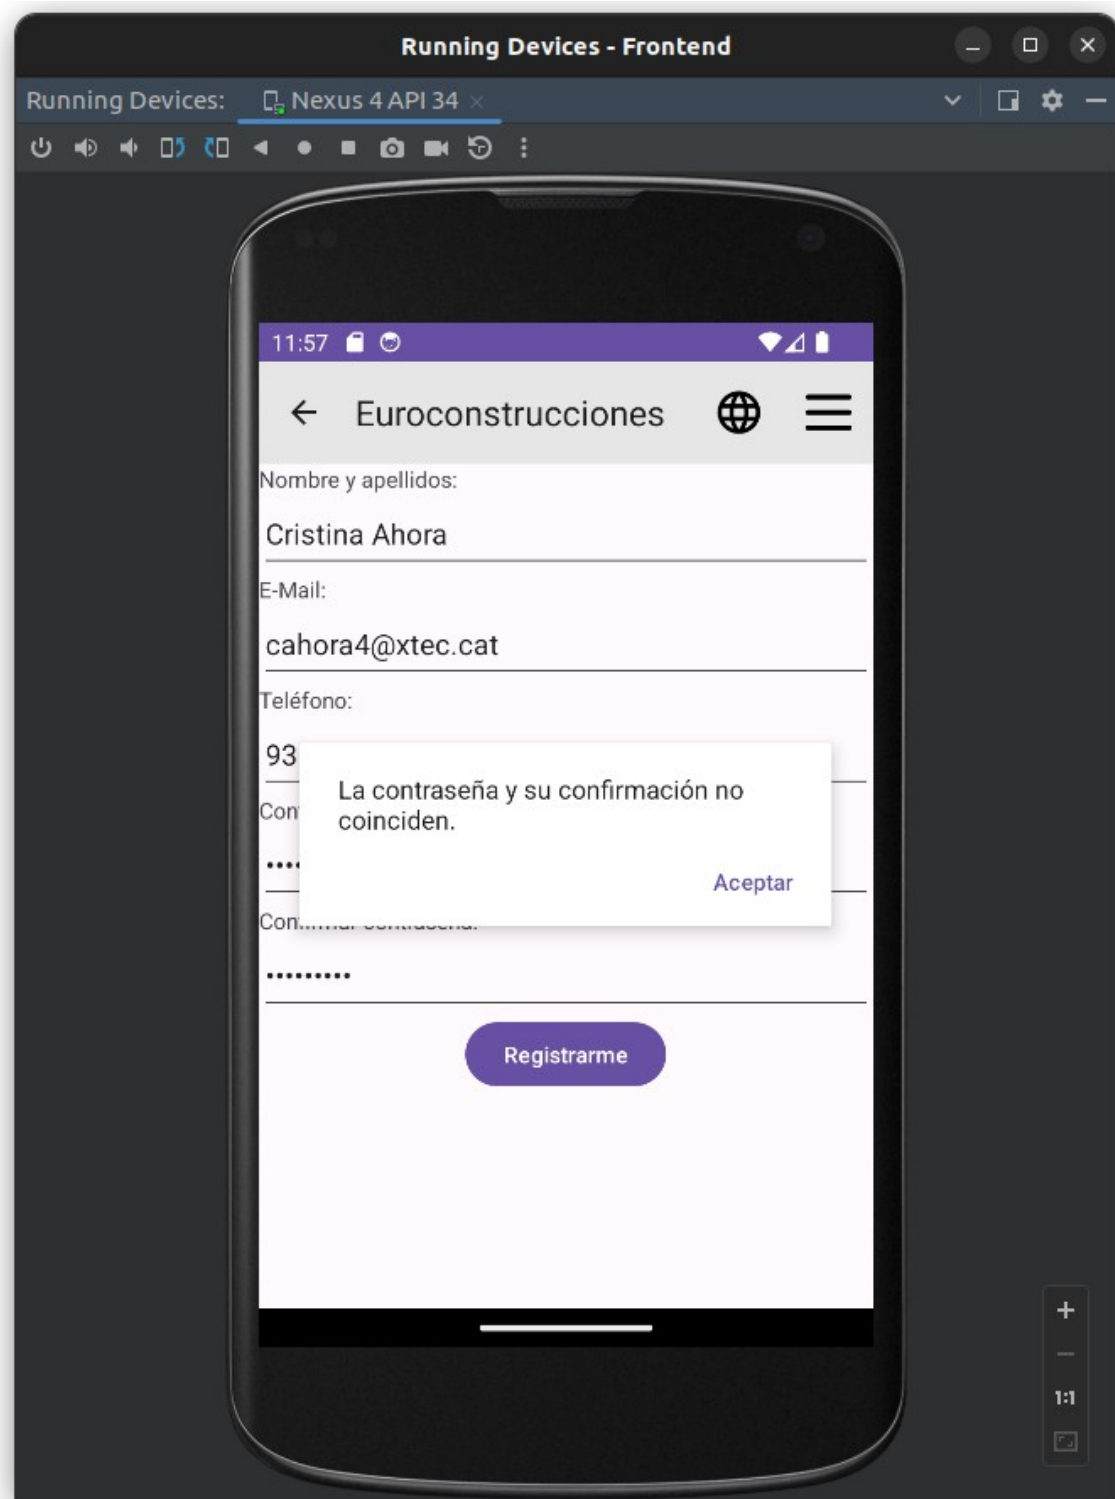 Running Devices - Frontend
Running Devices: Nexus 4 API 34
11:57
Euroconstrucciones
Nombre y apellidos:
Cristina Ahora
E-Mail:
cahora4@xtec.cat
Teléfono:
93
La contraseña y su confirmación no
coinciden.
Aceptar
•••••••••
Registrarme
1:1